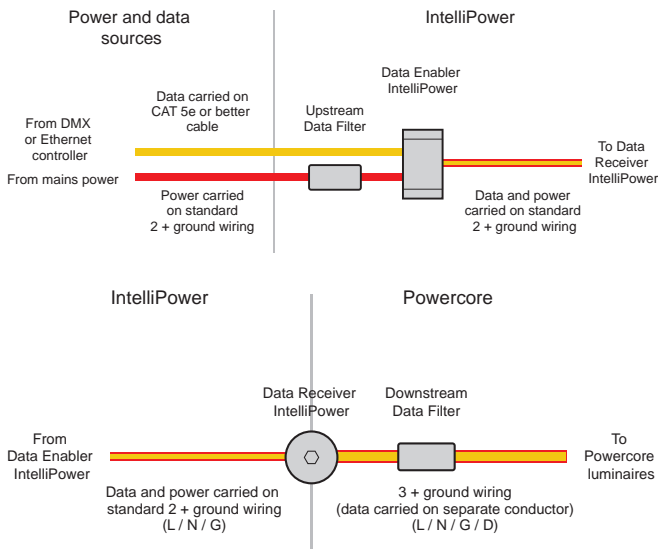 Power and data
sources
IntelliPower
Data Enabler
IntelliPower
Data carried on
CAT 5e or better
cable
Upstream
Data Filter
From DMX
or Ethernet
controller
From mains power
To Data
Receiver
IntelliPower
Power carried
on standard
2 + ground wiring
Data and power
carried on standard
2 + ground wiring
IntelliPower
Powercore
Data Receiver
IntelliPower
Downstream
Data Filter
From
Data Enabler
IntelliPower
To
Powercore
luminaires
Data and power carried on
standard 2 + ground wiring
(L / N / G)
3 + ground wiring
(data carried on separate conductor)
(L / N / G / D)